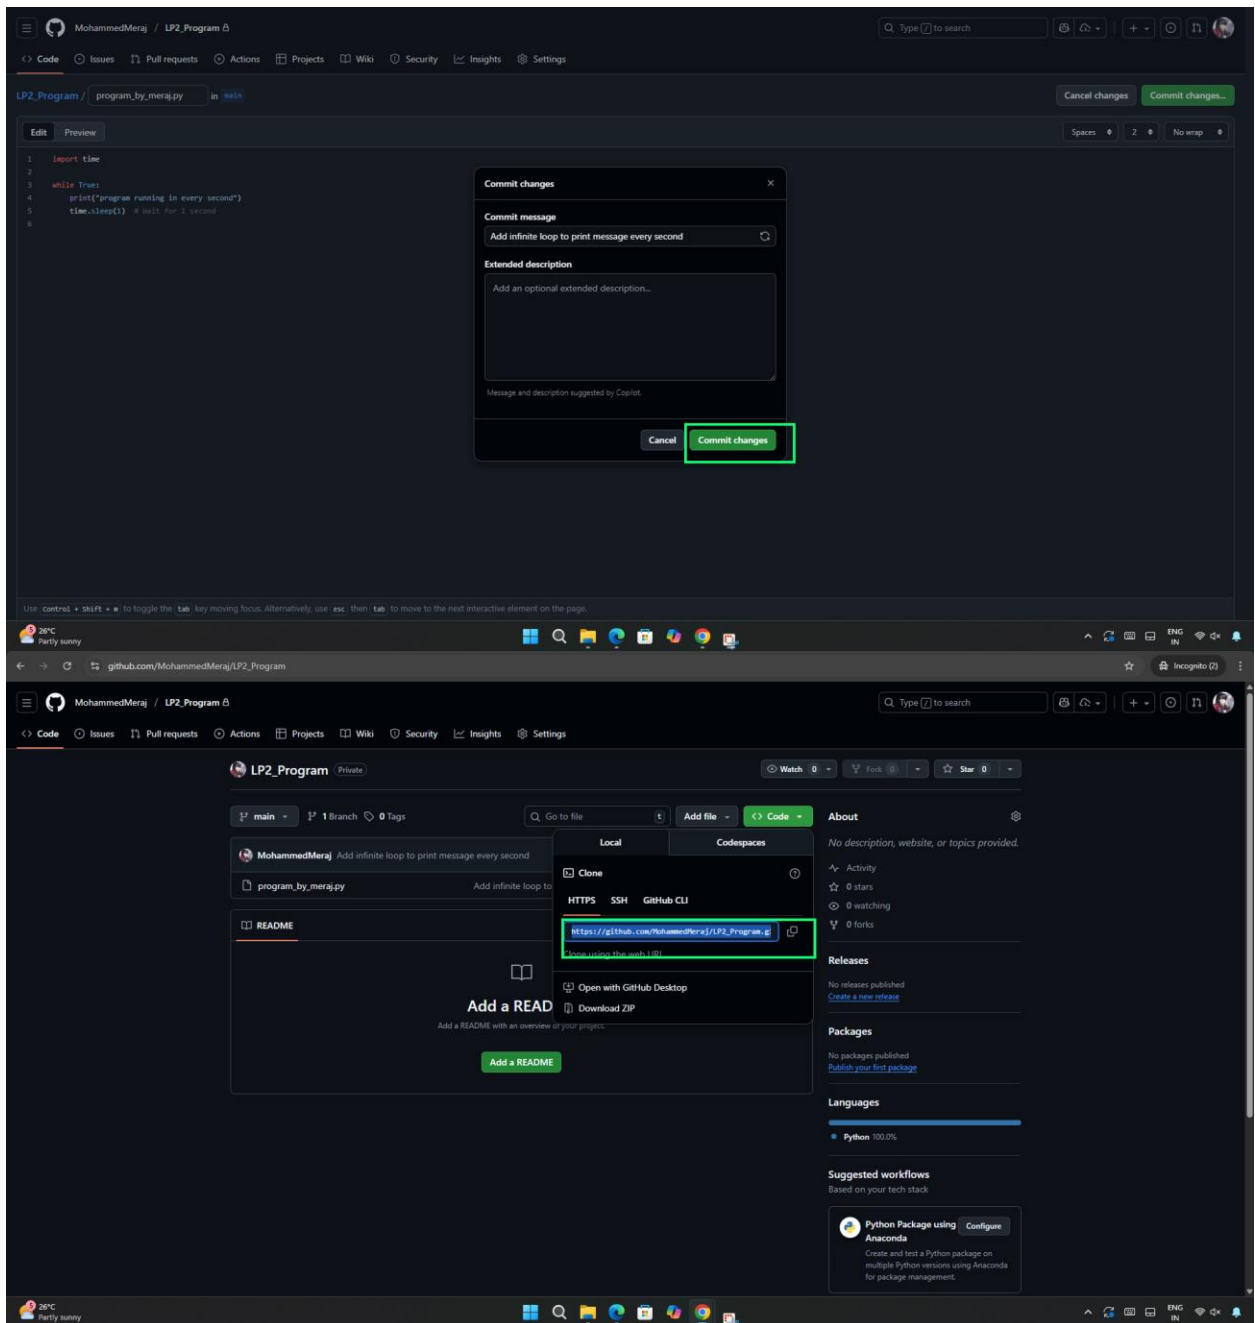 MohammedMeraj / LP2_Program
Type / to search
Code Issues Pull requests Actions Projects Wiki Security Insights Settings
LP2_Program / program_by_meraj.py in main
Cancel changes Commit changes...
Edit Preview
Spaces 2 No wrap
1 import time
2
3 while True:
4 print("program running in every second")
5 time.sleep(1) # Wait for 1 second
6
Commit changes
Commit message
Add infinite loop to print message every second
Extended description
Add an optional extended description...
Message and description suggested by Copilot.
Cancel Commit changes
Use Control + Shift + m to toggle the tab key moving focus. Alternatively, use esc then tab to move to the next interactive element on the page.
5
26°C
Partly sunny
ENG
IN
github.com/MohammedMeraj/LP2_Program
Incognito (2)
MohammedMeraj / LP2_Program
Type / to search
Code Issues Pull requests Actions Projects Wiki Security Insights Settings
LP2_Program Private
Watch 0 Fork 0 Star 0
main 1 Branch 0 Tags
Go to file t Add file Code
MohammedMeraj Add infinite loop to print message every second
program_by_meraj.py Add infinite loop to
README
Add a READ
Add a README with an overview of your project.
Add a README
Local Codespaces
Clone
HTTPS SSH GitHub CLI
https://github.com/MohammedMeraj/LP2_Program.g
Clone using the web URL
Open with GitHub Desktop
Download ZIP
About
No description, website, or topics provided.
Activity
0 stars
0 watching
0 forks
Releases
No releases published
Create a new release
Packages
No packages published
Publish your first package
Languages
Python 100.0%
Suggested workflows
Based on your tech stack
Python Package using Anaconda
Configure
Create and test a Python package on
multiple Python versions using Anaconda
for package management.
5
26°C
Partly sunny
ENG
IN